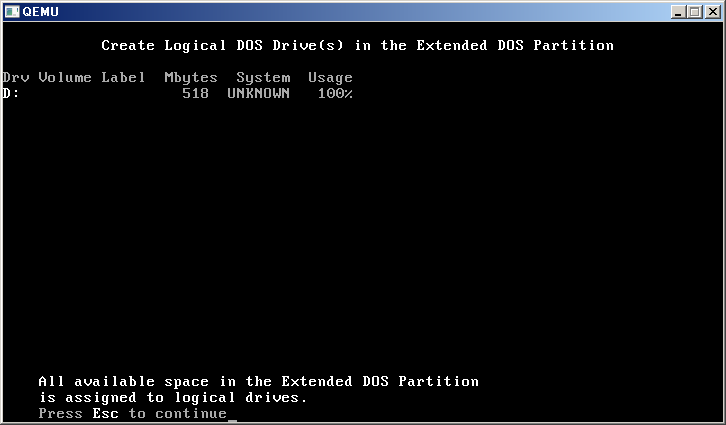 QEMU
Create Logical DOS Drive(s) in the Extended DOS Partition
Drv Volume Label  Mbytes  System  Usage
D:                  518  UNKNOWN   100%
All available space in the Extended DOS Partition
is assigned to logical drives.
Press Esc to continue_